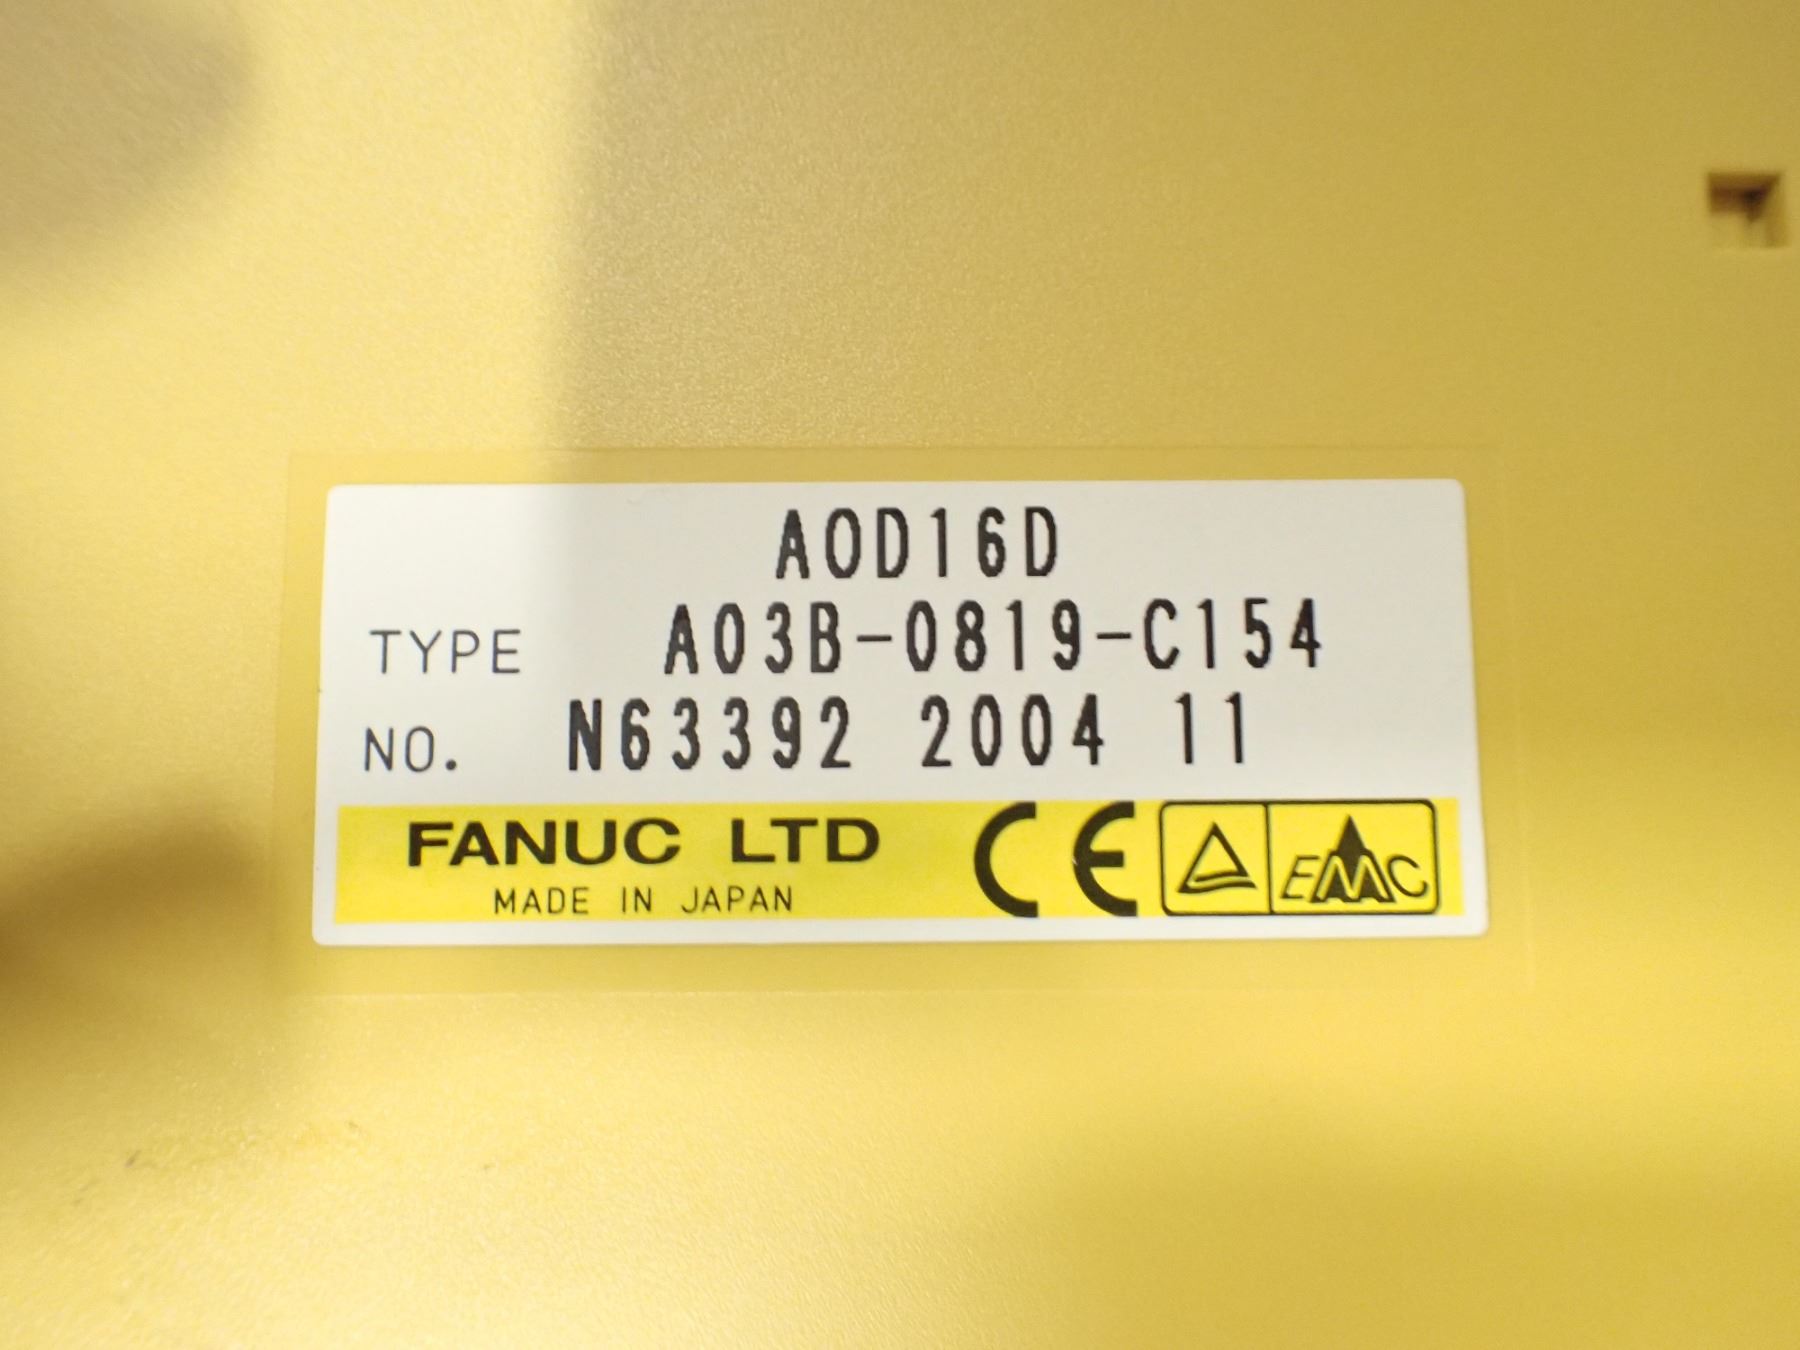 AOD16D
TYPE A03B-0819-C154
NO. N63392 2004 11
FANUC LTD CE EMC
MADE IN JAPAN